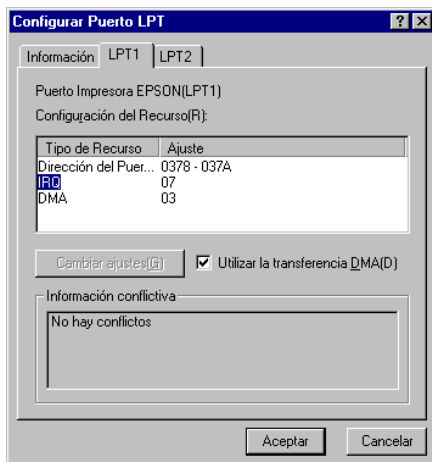 Configurar Puerto LPT
Información LPT1 LPT2
Puerto Impresora EPSON(LPT1)
Configuración del Recurso(R):
Tipo de Recurso Ajuste
Dirección del Puer... 0378 - 037A
IRQ 07
DMA 03
Cambiar ajustes(G) Utilizar la transferencia DMA(D)
Información conflictiva
No hay conflictos
Aceptar Cancelar